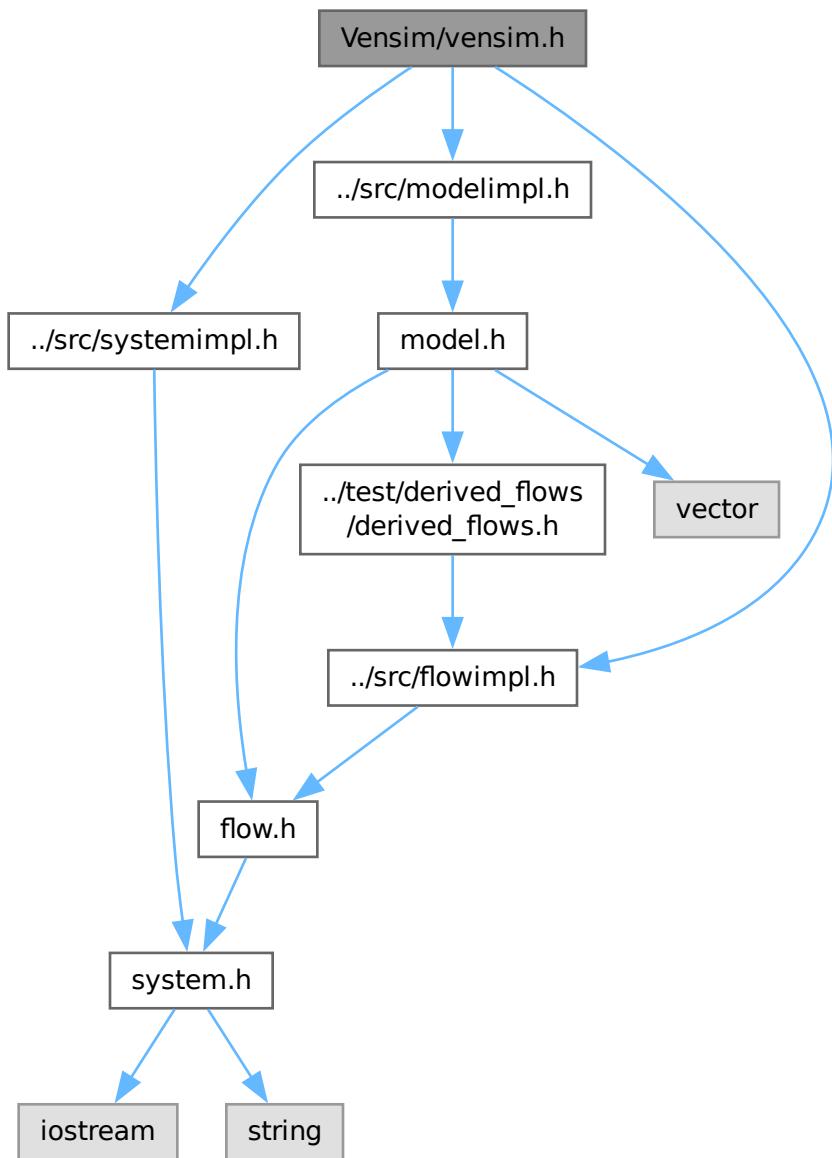 Vensim/vensim.h
../src/modelimpl.h
../src/systemimpl.h
model.h
../test/derived_flows
/derived_flows.h
vector
../src/flowimpl.h
flow.h
system.h
iostream
string